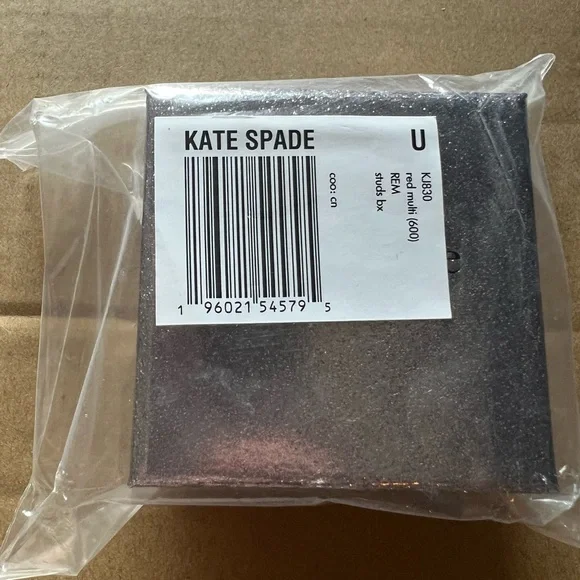 KATE SPADE U
1 96021 54579 5
coo: cn
KJ830
red multi (600)
REM
studs bx
e